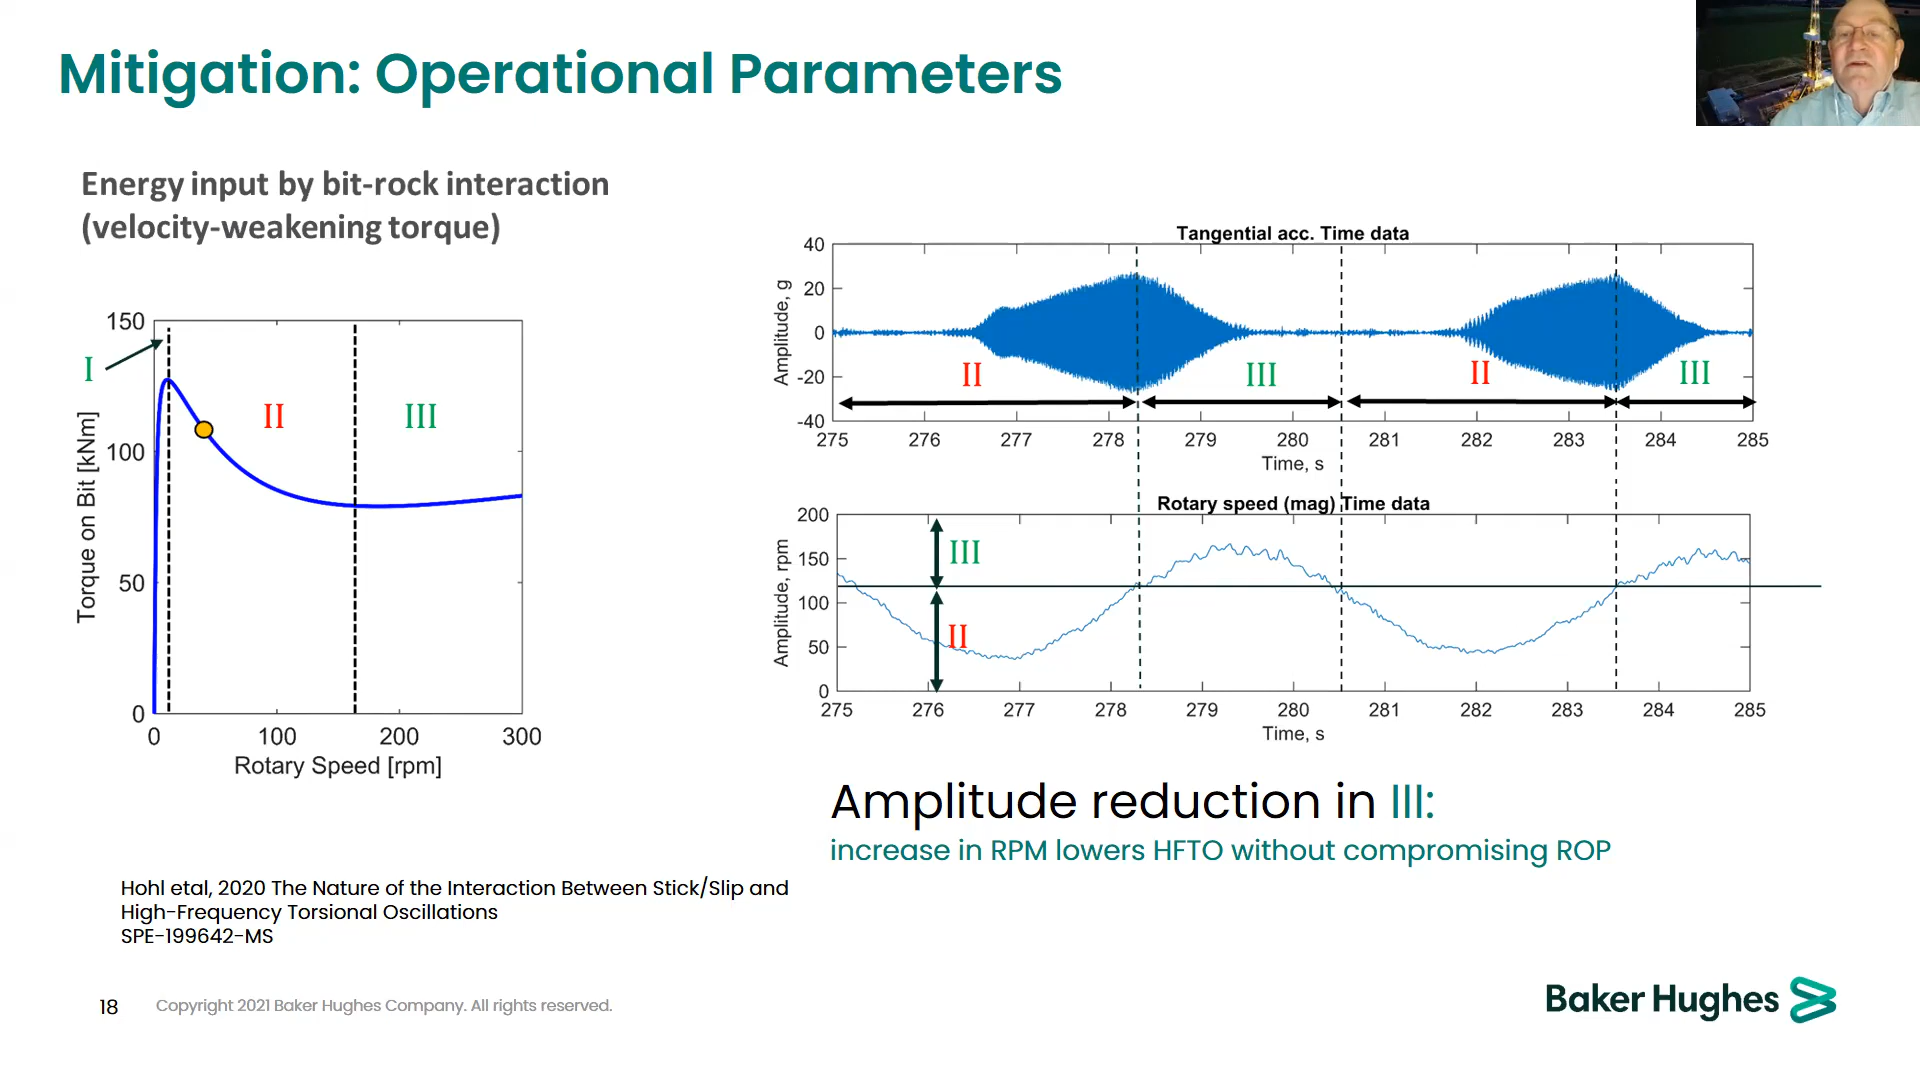 Mitigation: Operational Parameters
Energy input by bit-rock interaction
(velocity-weakening torque)
150
100
50
0
0 100 200 300
Torque on Bit [kNm]
Rotary Speed [rpm]
I
II
III
Tangential acc. Time data
40
20
0
-20
-40
Amplitude, g
II
III
II
III
275 276 277 278 279 280 281 282 283 284 285
Time, s
Rotary speed (mag) Time data
200
150
100
50
0
Amplitude, rpm
III
II
275 276 277 278 279 280 281 282 283 284 285
Time, s
Amplitude reduction in III:
increase in RPM lowers HFTO without compromising ROP
Hohl etal, 2020 The Nature of the Interaction Between Stick/Slip and
High-Frequency Torsional Oscillations
SPE-199642-MS
18
Copyright 2021 Baker Hughes Company. All rights reserved.
Baker Hughes